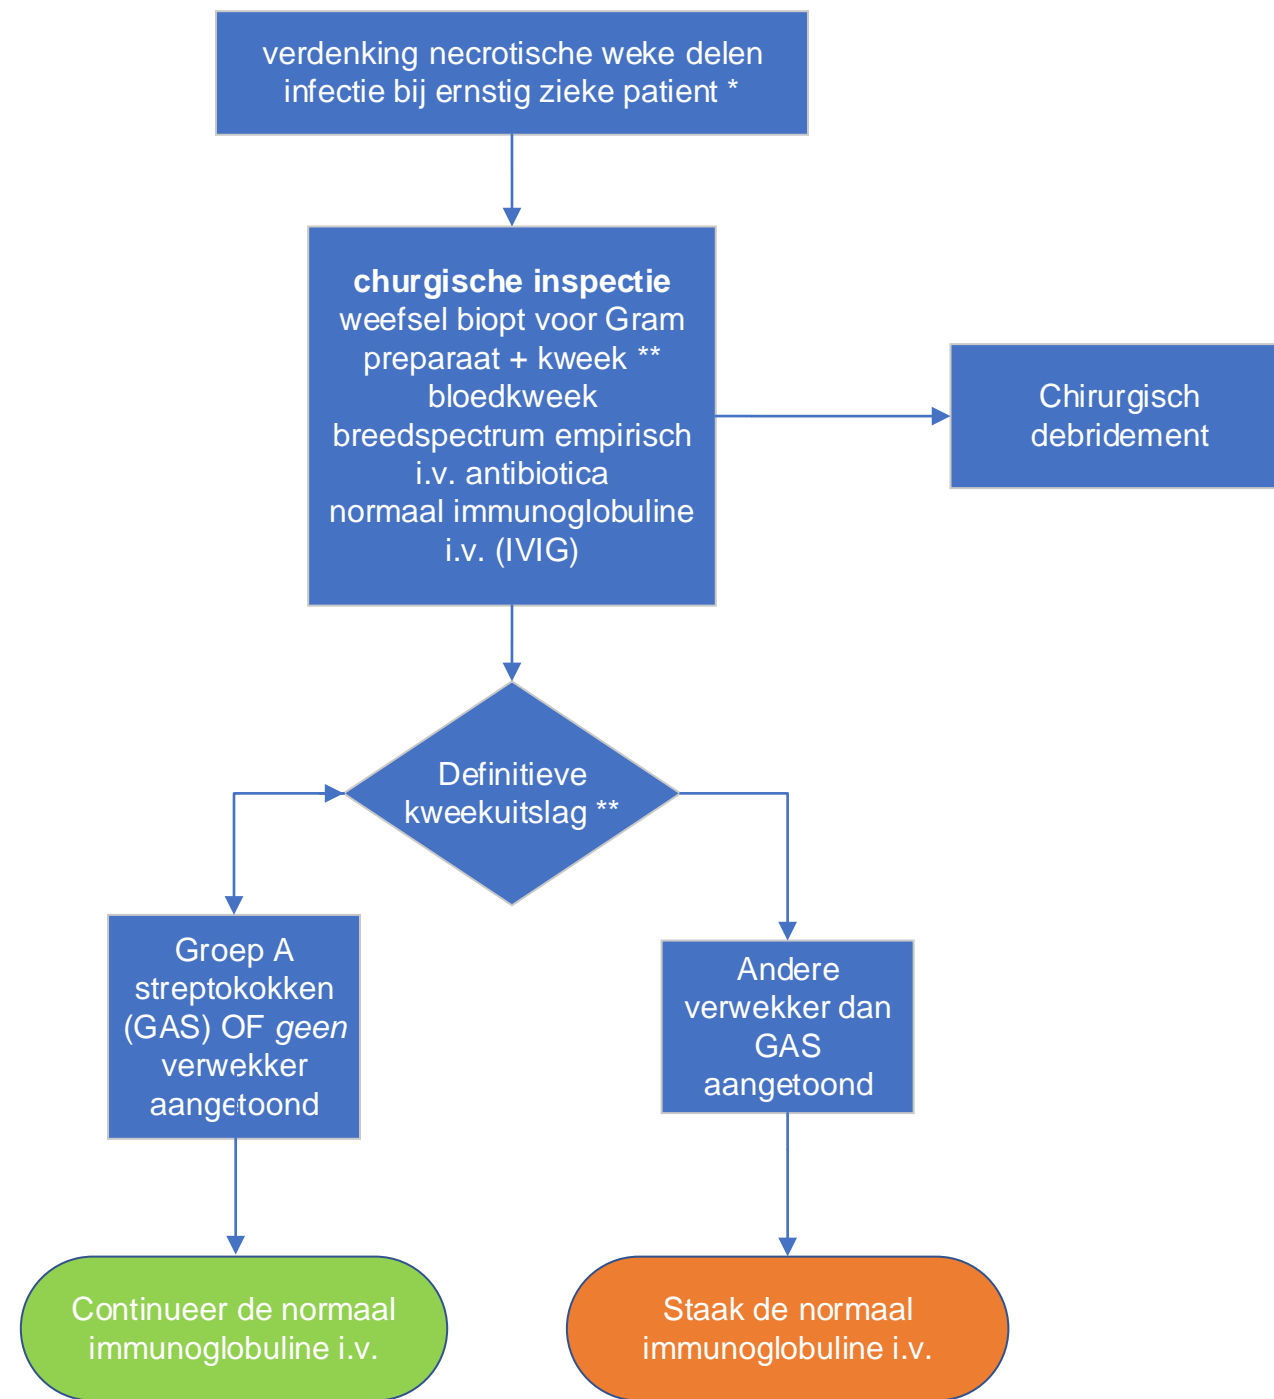 verdenking necrotische weke delen
infectie bij ernstig zieke patient *
churgische inspectie
weefsel biopt voor Gram
preparaat + kweek **
bloedkweek
breedspectrum empirisch
i.v. antibiotica
normaal immunoglobuline
i.v. (IVIG)
Chirurgisch
debridement
Definitieve
kweekuitslag **
Groep A
streptokokken
(GAS) OF geen
verwekker
aangetoond
Andere
verwekker dan
GAS
aangetoond
Continueer de normaal
immunoglobuline i.v.
Staak de normaal
immunoglobuline i.v.